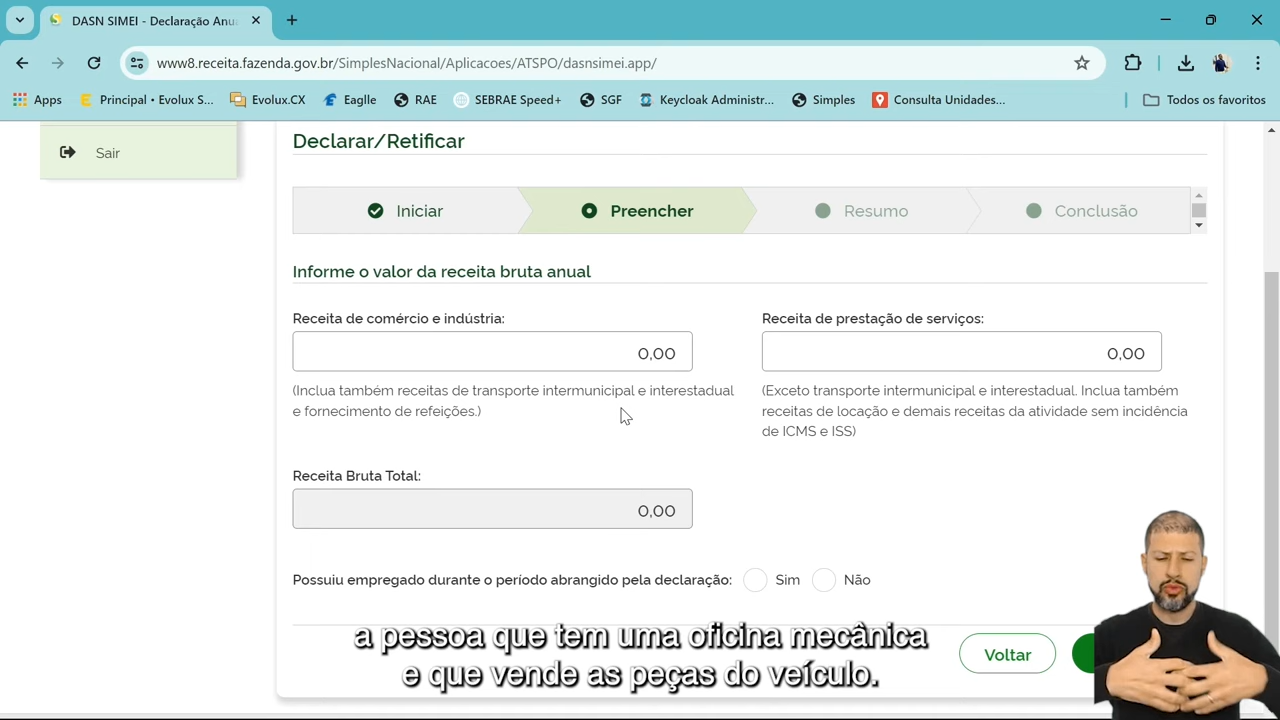 DASN SIMEI - Declaração Anu
www8.receita.fazenda.gov.br/SimplesNacional/Aplicacoes/ATSPO/dasnsimei.app/
Apps
Principal • Evolux S...
Evolux.CX
Eaglle
RAE
SEBRAE Speed+
SGF
Keycloak Administr...
Simples
Consulta Unidades...
Todos os favoritos
Sair
Declarar/Retificar
Iniciar
Preencher
Resumo
Conclusão
Informe o valor da receita bruta anual
Receita de comércio e indústria:
0,00
(Inclua também receitas de transporte intermunicipal e interestadual
e fornecimento de refeições.)
Receita de prestação de serviços:
0,00
(Exceto transporte intermunicipal e interestadual. Inclua também
receitas de locação e demais receitas da atividade sem incidência
de ICMS e ISS)
Receita Bruta Total:
0,00
Possuiu empregado durante o período abrangido pela declaração:
Sim
Não
a pessoa que tem uma oficina mecânica
e que vende as peças do veículo.
Voltar